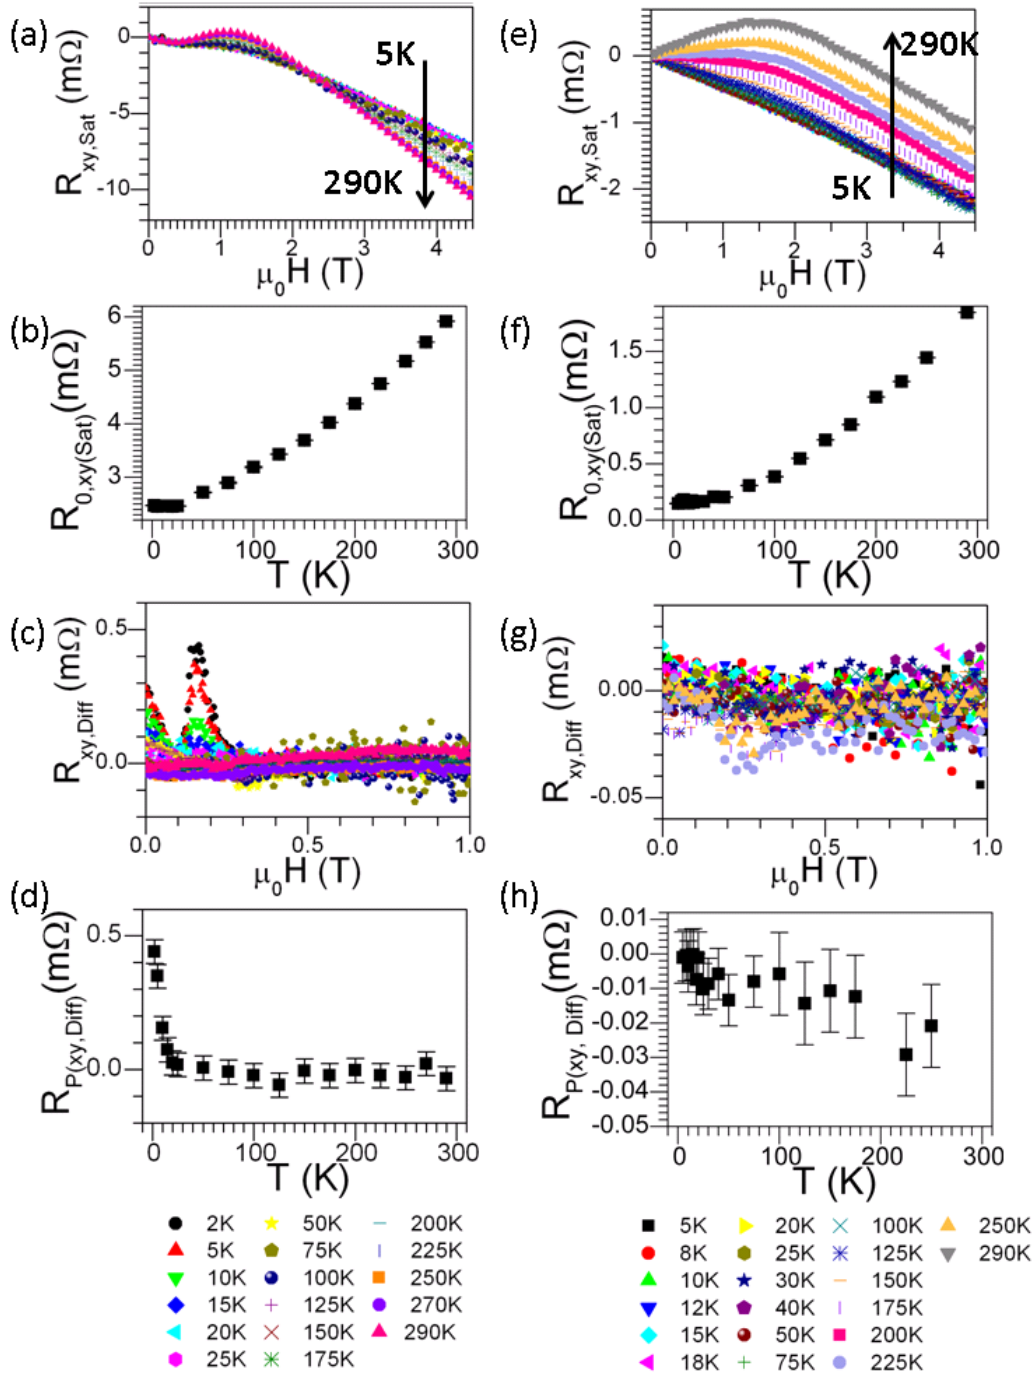 (a)
R_xy,Sat (mΩ)
0
-5
-10
5K
290K
0 1 2 3 4
μ0H (T)
(e)
R_xy,Sat (mΩ)
0
-1
-2
290K
5K
0 1 2 3 4
μ0H (T)
(b)
R_0,xy(Sat)(mΩ)
6
5
4
3
0 100 200 300
T (K)
(f)
R_0,xy(Sat)(mΩ)
1.5
1.0
0.5
0.0
0 100 200 300
T (K)
(c)
R_xy,Diff (mΩ)
0.5
0.0
0.0 0.5 1.0
μ0H (T)
(g)
R_xy,Diff (mΩ)
0.00
-0.05
0.0 0.5 1.0
μ0H (T)
(d)
R_P(xy,Diff)(mΩ)
0.5
0.0
0 100 200 300
T (K)
(h)
R_P(xy, Diff)(mΩ)
0.01
0.00
-0.01
-0.02
-0.03
-0.04
-0.05
0 100 200 300
T (K)
2K 50K 200K
5K 75K 225K
10K 100K 250K
15K 125K 270K
20K 150K 290K
25K 175K
5K 20K 100K 250K
8K 25K 125K 290K
10K 30K 150K
12K 40K 175K
15K 50K 200K
18K 75K 225K